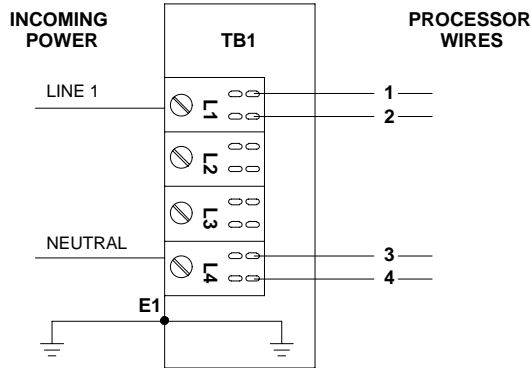 INCOMING
POWER
TB1
PROCESSOR
WIRES
LINE 1
L1
1
2
L2
L3
NEUTRAL
L4
3
4
E1